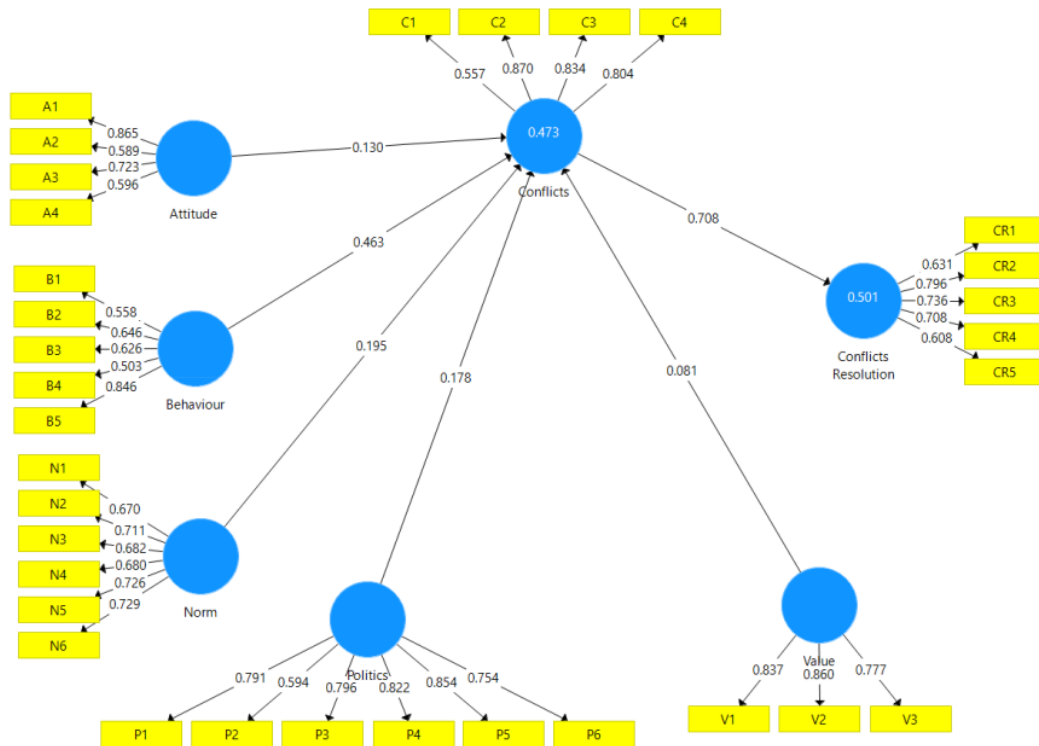 C1 C2 C3 C4
0.557 0.870 0.834 0.804
0.473
Conflicts
A1
A2
A3
A4
0.865
0.589
0.723
0.596
Attitude
0.130
B1
B2
B3
B4
B5
0.558
0.646
0.626
0.503
0.846
Behaviour
0.463
N1
N2
N3
N4
N5
N6
0.670
0.711
0.682
0.680
0.726
0.729
Norm
0.195
0.178
0.081
0.708
0.501
Conflicts
Resolution
0.631
0.796
0.736
0.708
0.608
CR1
CR2
CR3
CR4
CR5
Politics
0.791 0.594 0.796 0.822 0.854 0.754
P1 P2 P3 P4 P5 P6
Value
0.837 0.860 0.777
V1 V2 V3